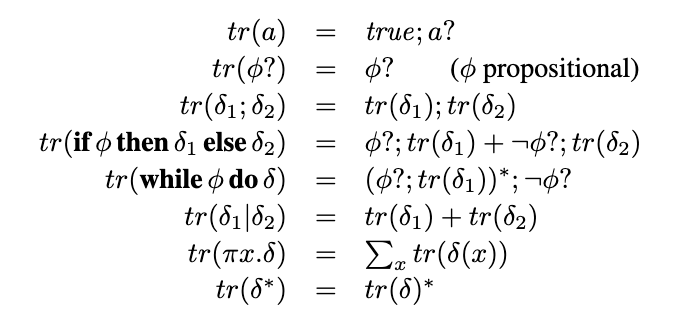 tr(a) = true; a?
tr(ϕ?) = ϕ? (ϕ propositional)
tr(δ₁; δ₂) = tr(δ₁); tr(δ₂)
tr(if ϕ then δ₁ else δ₂) = ϕ?; tr(δ₁) + ¬ϕ?; tr(δ₂)
tr(while ϕ do δ) = (ϕ?; tr(δ₁))*; ¬ϕ?
tr(δ₁|δ₂) = tr(δ₁) + tr(δ₂)
tr(πx.δ) = ∑ₓ tr(δ(x))
tr(δ*) = tr(δ)*